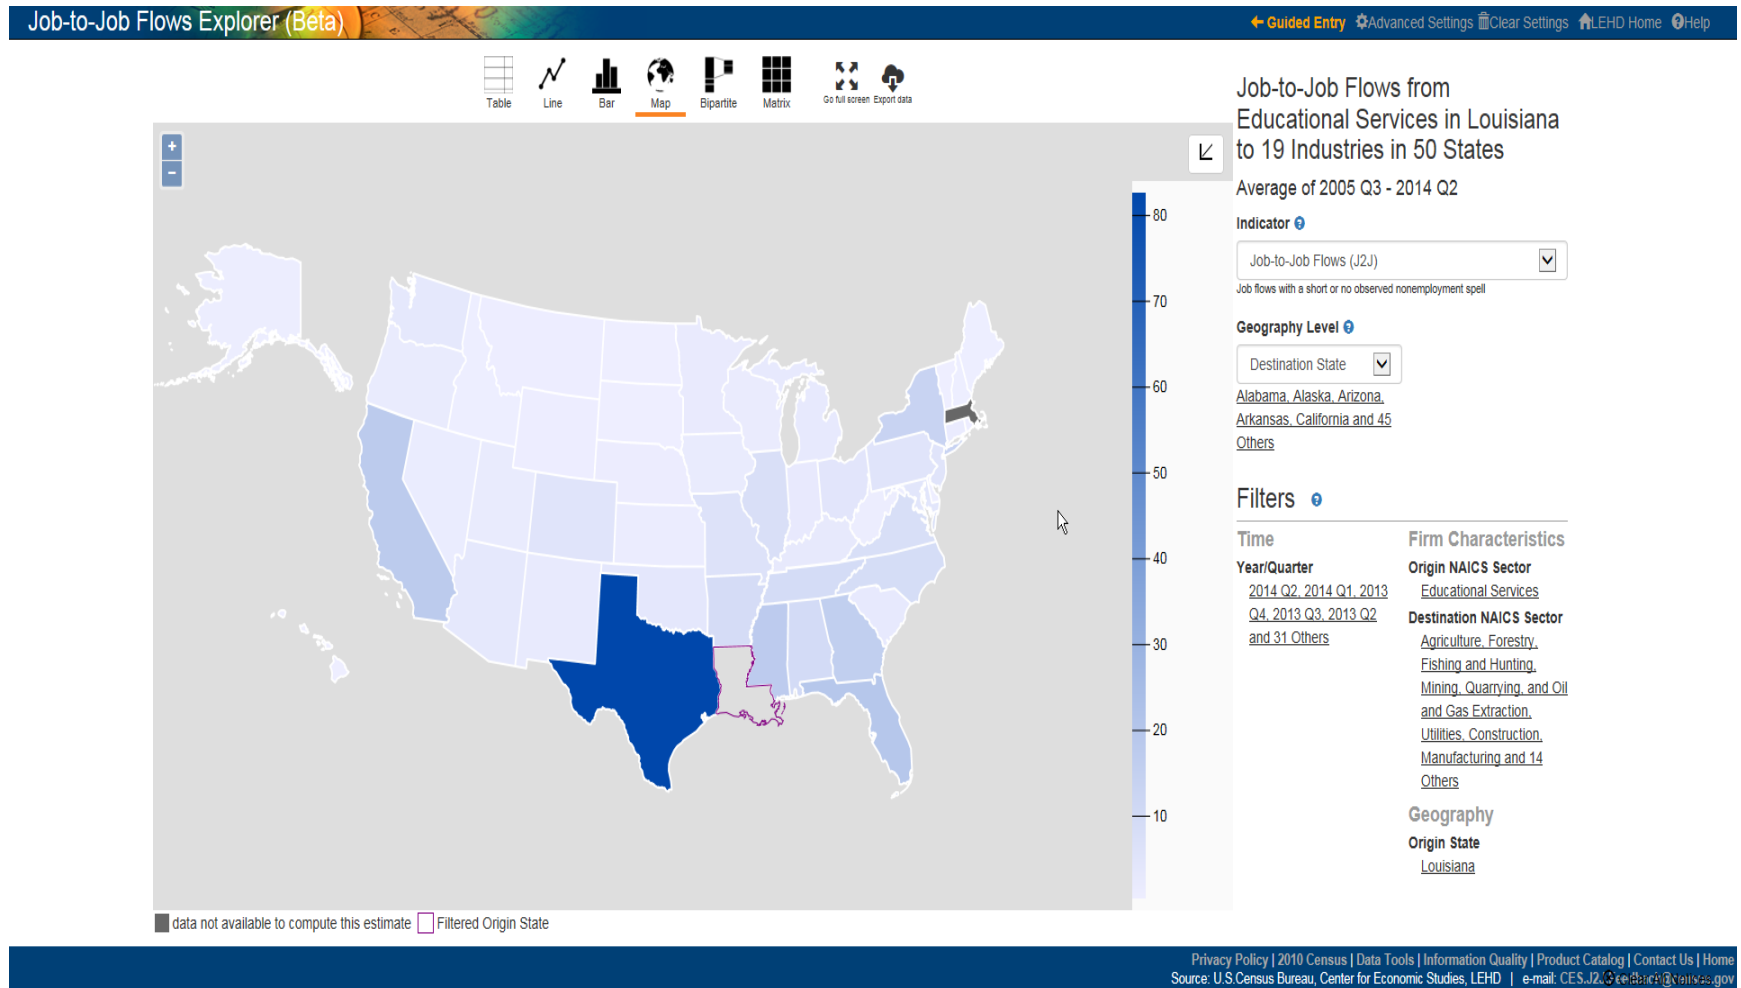 Job-to-Job Flows Explorer (Beta)
Guided Entry Advanced Settings Clear Settings LEHD Home Help
Table Line Bar Map Bipartite Matrix Go full screen Export data
+
-
80
70
60
50
40
30
20
10
data not available to compute this estimate Filtered Origin State
Job-to-Job Flows from
Educational Services in Louisiana
to 19 Industries in 50 States
Average of 2005 Q3 - 2014 Q2
Indicator
Job-to-Job Flows (J2J)
Job flows with a short or no observed nonemployment spell
Geography Level
Destination State
Alabama, Alaska, Arizona,
Arkansas, California and 45
Others
Filters
Time
Year/Quarter
2014 Q2, 2014 Q1, 2013
Q4, 2013 Q3, 2013 Q2
and 31 Others
Firm Characteristics
Origin NAICS Sector
Educational Services
Destination NAICS Sector
Agriculture, Forestry,
Fishing and Hunting,
Mining, Quarrying, and Oil
and Gas Extraction,
Utilities, Construction,
Manufacturing and 14
Others
Geography
Origin State
Louisiana
Privacy Policy | 2010 Census | Data Tools | Information Quality | Product Catalog | Contact Us | Home
Source: U.S.Census Bureau, Center for Economic Studies, LEHD | e-mail: